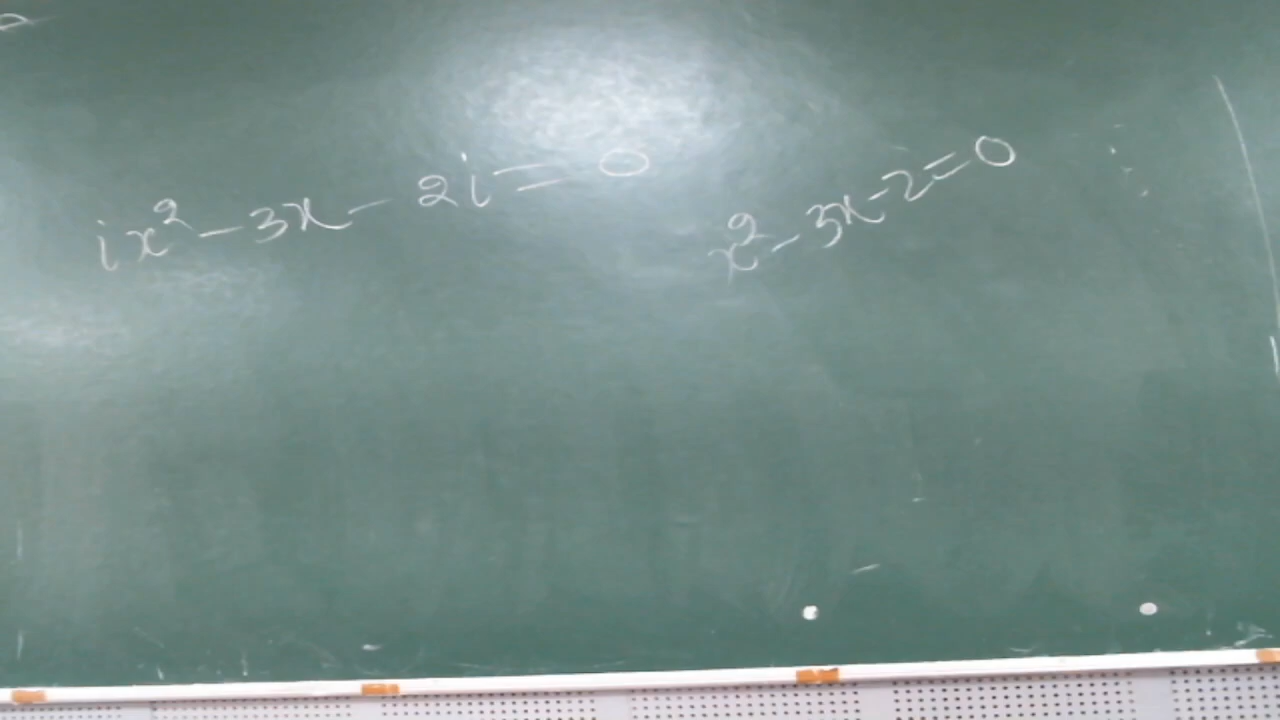 ix² - 3x - 2i = 0
x² - 3x - 2 = 0